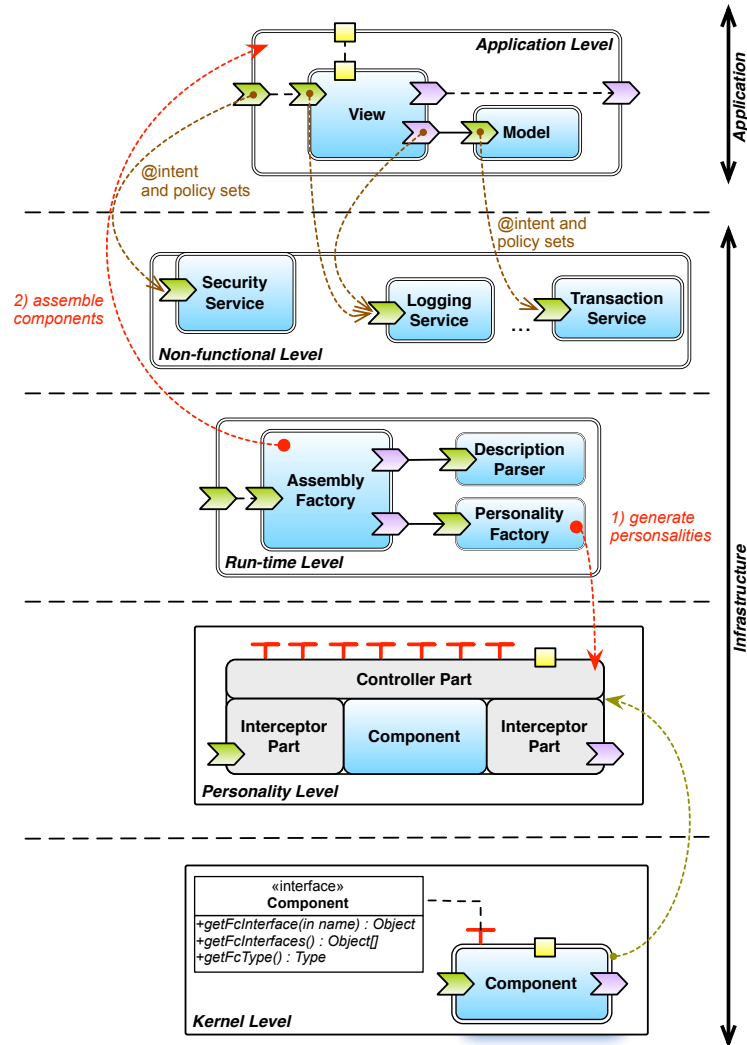 Application Level
View
Model
Application
@intent
and policy sets
@intent and
policy sets
Security
Service
Logging
Service
...
Transaction
Service
Non-functional Level
2) assemble
components
Assembly
Factory
Description
Parser
Personality
Factory
Run-time Level
1) generate
personsalities
Infrastructure
Controller Part
Interceptor
Part
Component
Interceptor
Part
Personality Level
«interface»
Component
+getFcInterface(in name) : Object
+getFcInterfaces() : Object[]
+getFcType() : Type
Component
Kernel Level